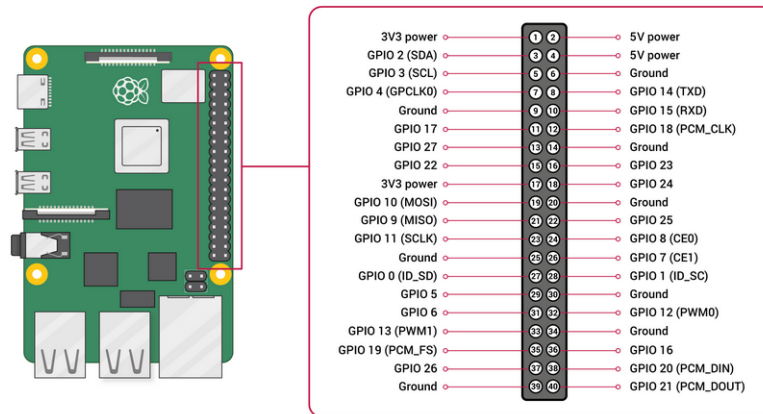 3V3 power 1 2 5V power
GPIO 2 (SDA) 3 4 5V power
GPIO 3 (SCL) 5 6 Ground
GPIO 4 (GPCLK0) 7 8 GPIO 14 (TXD)
Ground 9 10 GPIO 15 (RXD)
GPIO 17 11 12 GPIO 18 (PCM_CLK)
GPIO 27 13 14 Ground
GPIO 22 15 16 GPIO 23
3V3 power 17 18 GPIO 24
GPIO 10 (MOSI) 19 20 Ground
GPIO 9 (MISO) 21 22 GPIO 25
GPIO 11 (SCLK) 23 24 GPIO 8 (CE0)
Ground 25 26 GPIO 7 (CE1)
GPIO 0 (ID_SD) 27 28 GPIO 1 (ID_SC)
GPIO 5 29 30 Ground
GPIO 6 31 32 GPIO 12 (PWM0)
GPIO 13 (PWM1) 33 34 Ground
GPIO 19 (PCM_FS) 35 36 GPIO 16
GPIO 26 37 38 GPIO 20 (PCM_DIN)
Ground 39 40 GPIO 21 (PCM_DOUT)